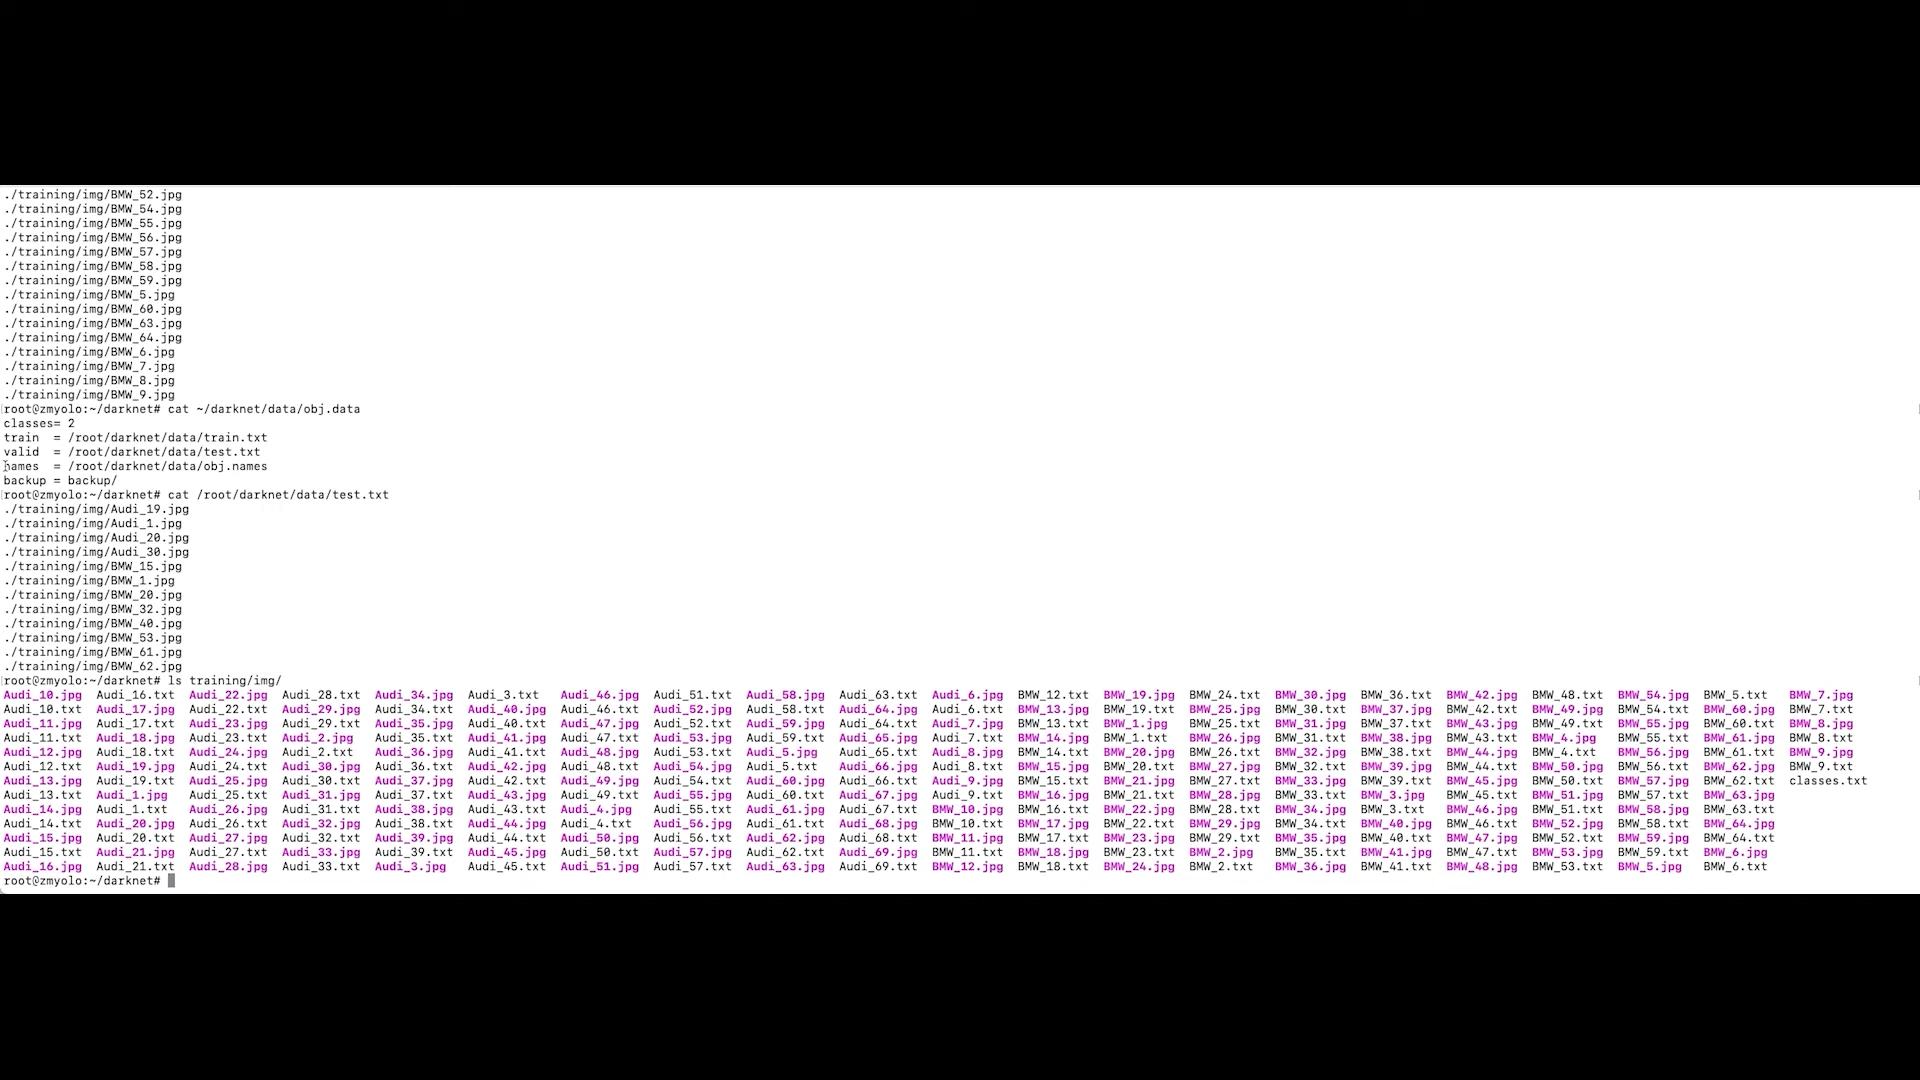 ./training/img/BMW_52.jpg
./training/img/BMW_54.jpg
./training/img/BMW_55.jpg
./training/img/BMW_56.jpg
./training/img/BMW_57.jpg
./training/img/BMW_58.jpg
./training/img/BMW_59.jpg
./training/img/BMW_5.jpg
./training/img/BMW_60.jpg
./training/img/BMW_63.jpg
./training/img/BMW_64.jpg
./training/img/BMW_6.jpg
./training/img/BMW_7.jpg
./training/img/BMW_8.jpg
./training/img/BMW_9.jpg
root@zmyolo:~/darknet# cat ~/darknet/data/obj.data
classes= 2
train  = /root/darknet/data/train.txt
valid  = /root/darknet/data/test.txt
names  = /root/darknet/data/obj.names
backup = backup/
root@zmyolo:~/darknet# cat /root/darknet/data/test.txt
./training/img/Audi_19.jpg
./training/img/Audi_1.jpg
./training/img/Audi_20.jpg
./training/img/Audi_30.jpg
./training/img/BMW_15.jpg
./training/img/BMW_1.jpg
./training/img/BMW_20.jpg
./training/img/BMW_32.jpg
./training/img/BMW_40.jpg
./training/img/BMW_53.jpg
./training/img/BMW_61.jpg
./training/img/BMW_62.jpg
root@zmyolo:~/darknet# ls training/img/
Audi_10.jpg Audi_16.txt Audi_22.jpg Audi_28.txt Audi_34.jpg Audi_3.txt Audi_46.jpg Audi_51.txt Audi_58.jpg Audi_63.txt Audi_6.jpg BMW_12.txt BMW_19.jpg BMW_24.txt BMW_30.jpg BMW_36.txt BMW_42.jpg BMW_48.txt BMW_54.jpg BMW_5.txt BMW_7.jpg
Audi_10.txt Audi_17.jpg Audi_22.txt Audi_29.jpg Audi_34.txt Audi_40.jpg Audi_46.txt Audi_52.jpg Audi_58.txt Audi_64.jpg Audi_6.txt BMW_13.jpg BMW_19.txt BMW_25.jpg BMW_30.txt BMW_37.jpg BMW_42.txt BMW_49.jpg BMW_54.txt BMW_60.jpg BMW_7.txt
Audi_11.jpg Audi_17.txt Audi_23.jpg Audi_29.txt Audi_35.jpg Audi_40.txt Audi_47.jpg Audi_52.txt Audi_59.jpg Audi_64.txt Audi_7.jpg BMW_13.txt BMW_1.jpg BMW_25.txt BMW_31.jpg BMW_37.txt BMW_43.jpg BMW_49.txt BMW_55.jpg BMW_60.txt BMW_8.jpg
Audi_11.txt Audi_18.jpg Audi_23.txt Audi_2.jpg Audi_35.txt Audi_41.jpg Audi_47.txt Audi_53.jpg Audi_59.txt Audi_65.jpg Audi_7.txt BMW_14.jpg BMW_1.txt BMW_26.jpg BMW_31.txt BMW_38.jpg BMW_43.txt BMW_4.jpg BMW_55.txt BMW_61.jpg BMW_8.txt
Audi_12.jpg Audi_18.txt Audi_24.jpg Audi_2.txt Audi_36.jpg Audi_41.txt Audi_48.jpg Audi_53.txt Audi_5.jpg Audi_65.txt Audi_8.jpg BMW_14.txt BMW_20.jpg BMW_26.txt BMW_32.jpg BMW_38.txt BMW_44.jpg BMW_4.txt BMW_56.jpg BMW_61.txt BMW_9.jpg
Audi_12.txt Audi_19.jpg Audi_24.txt Audi_30.jpg Audi_36.txt Audi_42.jpg Audi_48.txt Audi_54.jpg Audi_5.txt Audi_66.jpg Audi_8.txt BMW_15.jpg BMW_20.txt BMW_27.jpg BMW_32.txt BMW_39.jpg BMW_44.txt BMW_50.jpg BMW_56.txt BMW_62.jpg BMW_9.txt
Audi_13.jpg Audi_19.txt Audi_25.jpg Audi_30.txt Audi_37.jpg Audi_42.txt Audi_49.jpg Audi_54.txt Audi_60.jpg Audi_66.txt Audi_9.jpg BMW_15.txt BMW_21.jpg BMW_27.txt BMW_33.jpg BMW_39.txt BMW_45.jpg BMW_50.txt BMW_57.jpg BMW_62.txt classes.txt
Audi_13.txt Audi_1.jpg Audi_25.txt Audi_31.jpg Audi_37.txt Audi_43.jpg Audi_49.txt Audi_55.jpg Audi_60.txt Audi_67.jpg Audi_9.txt BMW_16.jpg BMW_21.txt BMW_28.jpg BMW_33.txt BMW_3.jpg BMW_45.txt BMW_51.jpg BMW_57.txt BMW_63.jpg
Audi_14.jpg Audi_1.txt Audi_26.jpg Audi_31.txt Audi_38.jpg Audi_43.txt Audi_4.jpg Audi_55.txt Audi_61.jpg Audi_67.txt BMW_10.jpg BMW_16.txt BMW_22.jpg BMW_28.txt BMW_34.jpg BMW_3.txt BMW_46.jpg BMW_51.txt BMW_58.jpg BMW_63.txt
Audi_14.txt Audi_20.jpg Audi_26.txt Audi_32.jpg Audi_38.txt Audi_44.jpg Audi_4.txt Audi_56.jpg Audi_61.txt Audi_68.jpg BMW_10.txt BMW_17.jpg BMW_22.txt BMW_29.jpg BMW_34.txt BMW_40.jpg BMW_46.txt BMW_52.jpg BMW_58.txt BMW_64.jpg
Audi_15.jpg Audi_20.txt Audi_27.jpg Audi_32.txt Audi_39.jpg Audi_44.txt Audi_50.jpg Audi_56.txt Audi_62.jpg Audi_68.txt BMW_11.jpg BMW_17.txt BMW_23.jpg BMW_29.txt BMW_35.jpg BMW_40.txt BMW_47.jpg BMW_52.txt BMW_59.jpg BMW_64.txt
Audi_15.txt Audi_21.jpg Audi_27.txt Audi_33.jpg Audi_39.txt Audi_45.jpg Audi_50.txt Audi_57.jpg Audi_62.txt Audi_69.jpg BMW_11.txt BMW_18.jpg BMW_23.txt BMW_2.jpg BMW_35.txt BMW_41.jpg BMW_47.txt BMW_53.jpg BMW_59.txt BMW_6.jpg
Audi_16.jpg Audi_21.txt Audi_28.jpg Audi_33.txt Audi_3.jpg Audi_45.txt Audi_51.jpg Audi_57.txt Audi_63.jpg Audi_69.txt BMW_12.jpg BMW_18.txt BMW_24.jpg BMW_2.txt BMW_36.jpg BMW_41.txt BMW_48.jpg BMW_53.txt BMW_5.jpg BMW_6.txt
root@zmyolo:~/darknet#